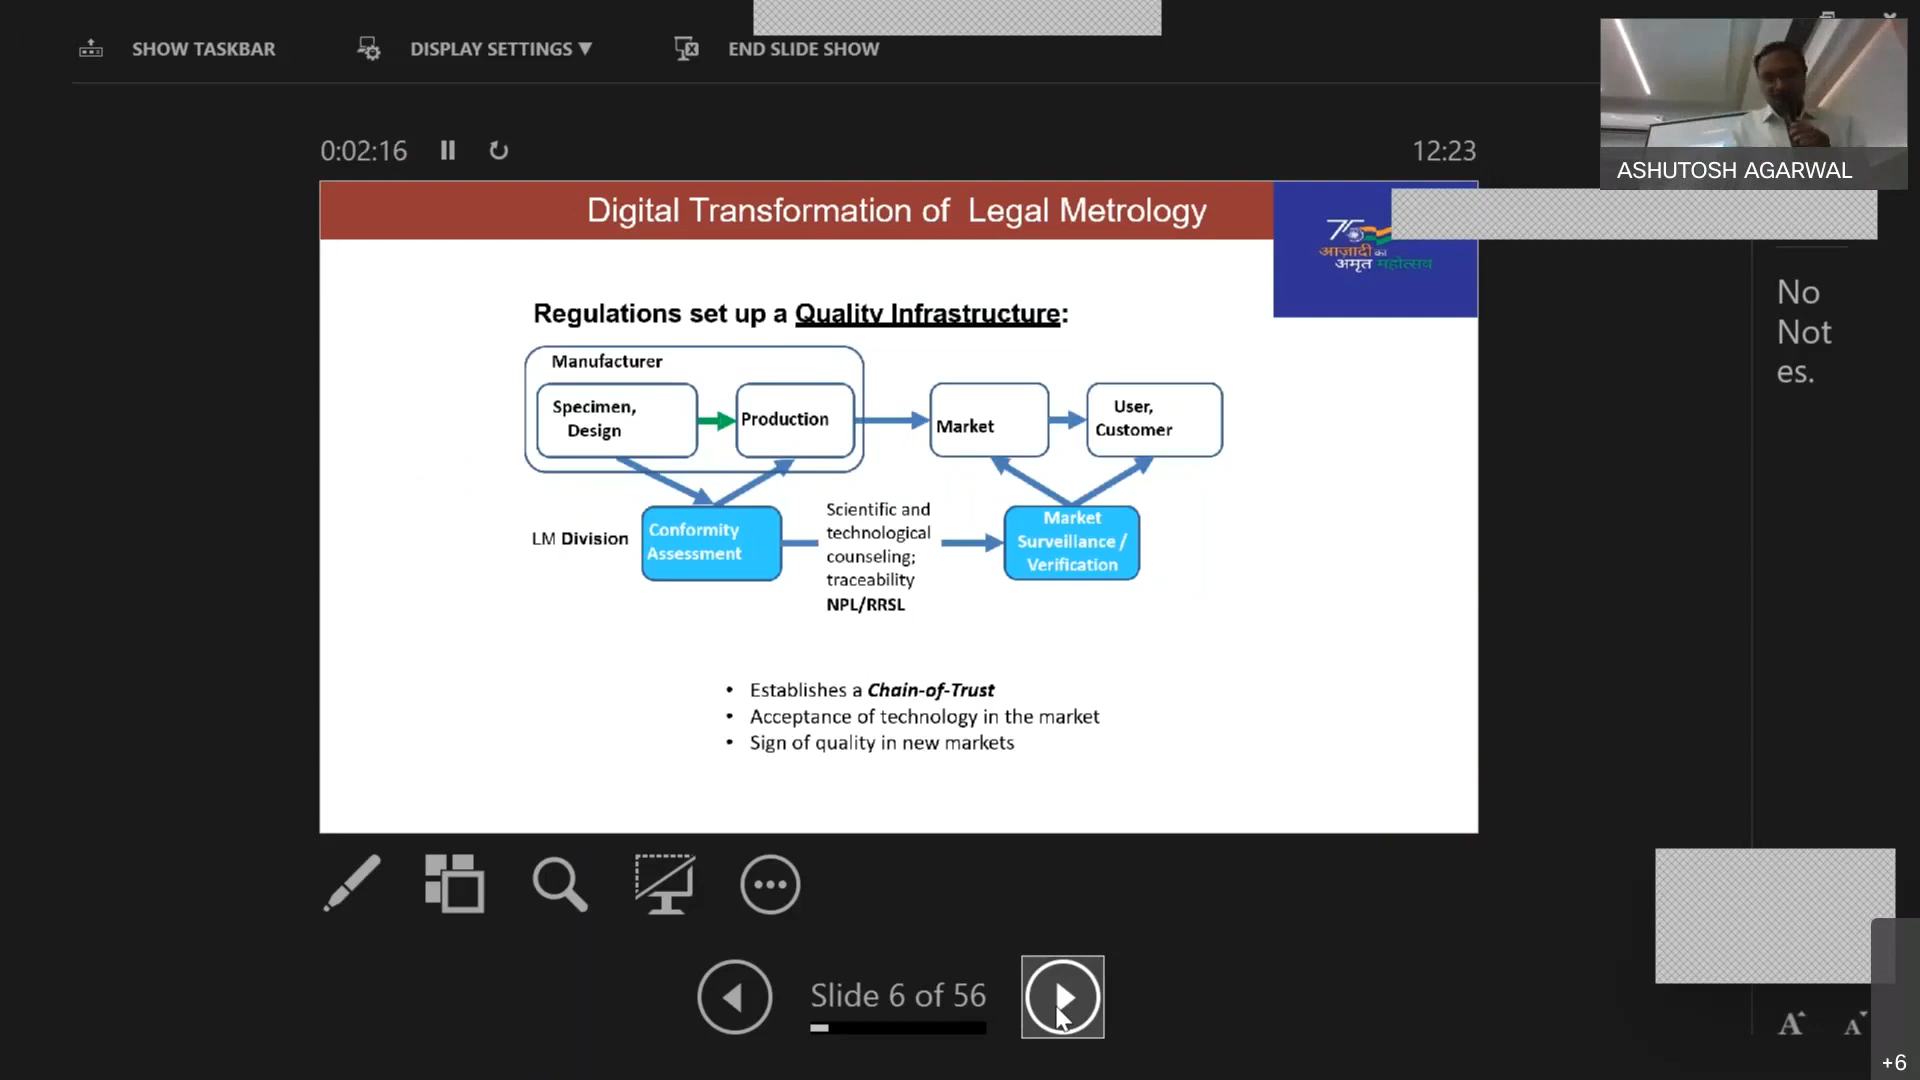 SHOW TASKBAR
DISPLAY SETTINGS ▼
END SLIDE SHOW
ASHUTOSH AGARWAL
0:02:16
12:23
Digital Transformation of Legal Metrology
75
आज़ादी का
अमृत महोत्सव
No
Not
es.
Regulations set up a Quality Infrastructure:
Manufacturer
Specimen,
Design
Production
Market
User,
Customer
LM Division
Conformity
Assessment
Scientific and
technological
counseling;
traceability
NPL/RRSL
Market
Surveillance /
Verification
• Establishes a Chain-of-Trust
• Acceptance of technology in the market
• Sign of quality in new markets
Slide 6 of 56
A A
+6